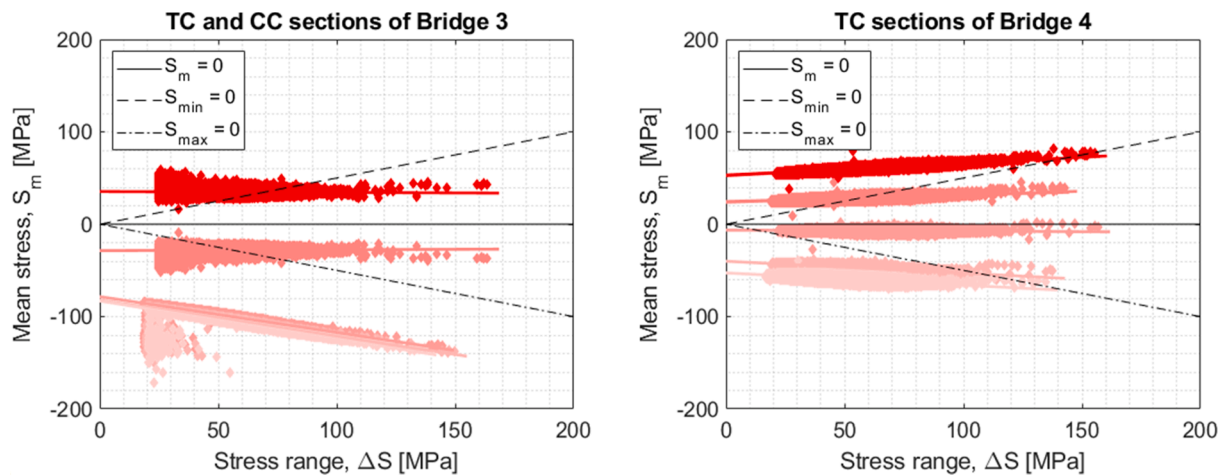 TC and CC sections of Bridge 3
200
100
0
-100
-200
Mean stress, S_m [MPa]
S_m = 0
S_min = 0
S_max = 0
0
50
100
150
200
Stress range, ΔS [MPa]
TC sections of Bridge 4
200
100
0
-100
-200
Mean stress, S_m [MPa]
S_m = 0
S_min = 0
S_max = 0
0
50
100
150
200
Stress range, ΔS [MPa]